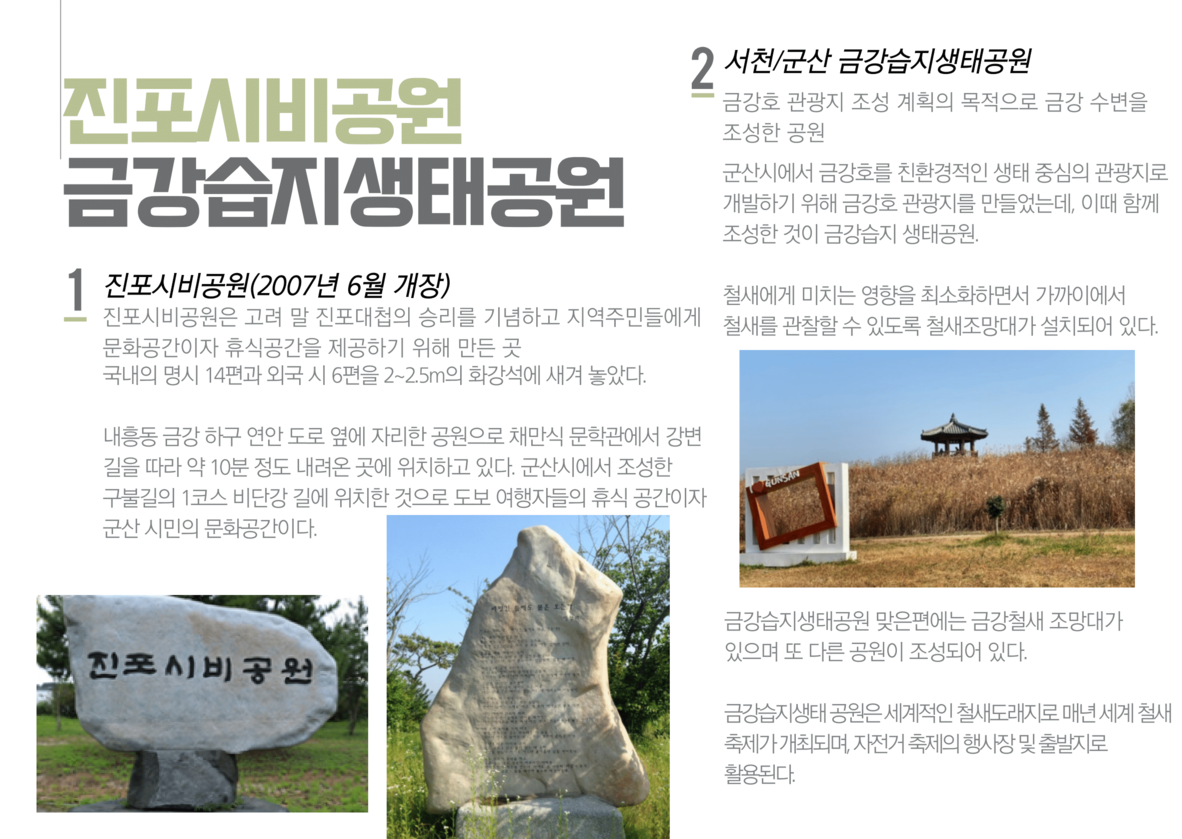 진포시비공원
금강습지생태공원
1
진포시비공원(2007년 6월 개장)
진포시비공원은 고려 말 진포대첩의 승리를 기념하고 지역주민들에게
문화공간이자 휴식공간을 제공하기 위해 만든 곳
국내의 명시 14편과 외국 시 6편을 2~2.5m의 화강석에 새겨 놓았다.
내흥동 금강 하구 연안 도로 옆에 자리한 공원으로 채만식 문학관에서 강변
길을 따라 약 10분 정도 내려온 곳에 위치하고 있다. 군산시에서 조성한
구불길의 1코스 비단강 길에 위치한 것으로 도보 여행자들의 휴식 공간이자
군산 시민의 문화공간이다.
진포시비공원
2
서천/군산 금강습지생태공원
금강호 관광지 조성 계획의 목적으로 금강 수변을
조성한 공원
군산시에서 금강호를 친환경적인 생태 중심의 관광지로
개발하기 위해 금강호 관광지를 만들었는데, 이때 함께
조성한 것이 금강습지 생태공원.
철새에게 미치는 영향을 최소화하면서 가까이에서
철새를 관찰할 수 있도록 철새조망대가 설치되어 있다.
GUNSAN
금강습지생태공원 맞은편에는 금강철새 조망대가
있으며 또 다른 공원이 조성되어 있다.
금강습지생태 공원은 세계적인 철새도래지로 매년 세계 철새
축제가 개최되며, 자전거 축제의 행사장 및 출발지로
활용된다.